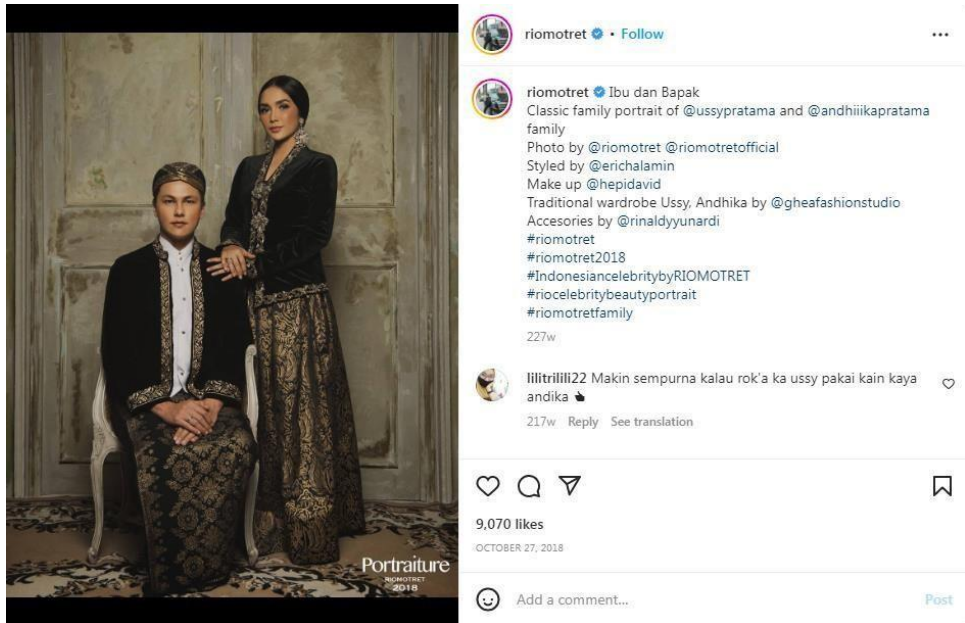 riomotret • Follow
riomotret Ibu dan Bapak
Classic family portrait of @ussypratama and @andhiiikapratama
family
Photo by @riomotret @riomotretofficial
Styled by @erichalamin
Make up @hepidavid
Traditional wardrobe Ussy, Andhika by @gheafashionstudio
Accesories by @rinaldyyunardi
#riomotret
#riomotret2018
#IndonesiancelebritybyRIOMOTRET
#riocelebritybeautyportrait
#riomotretfamily
227w
lilitrilili22 Makin sempurna kalau rok'a ka ussy pakai kain kaya
andika
217w Reply See translation
9,070 likes
OCTOBER 27, 2018
Add a comment...
Post
Portraiture
RIOMOTRET
2018